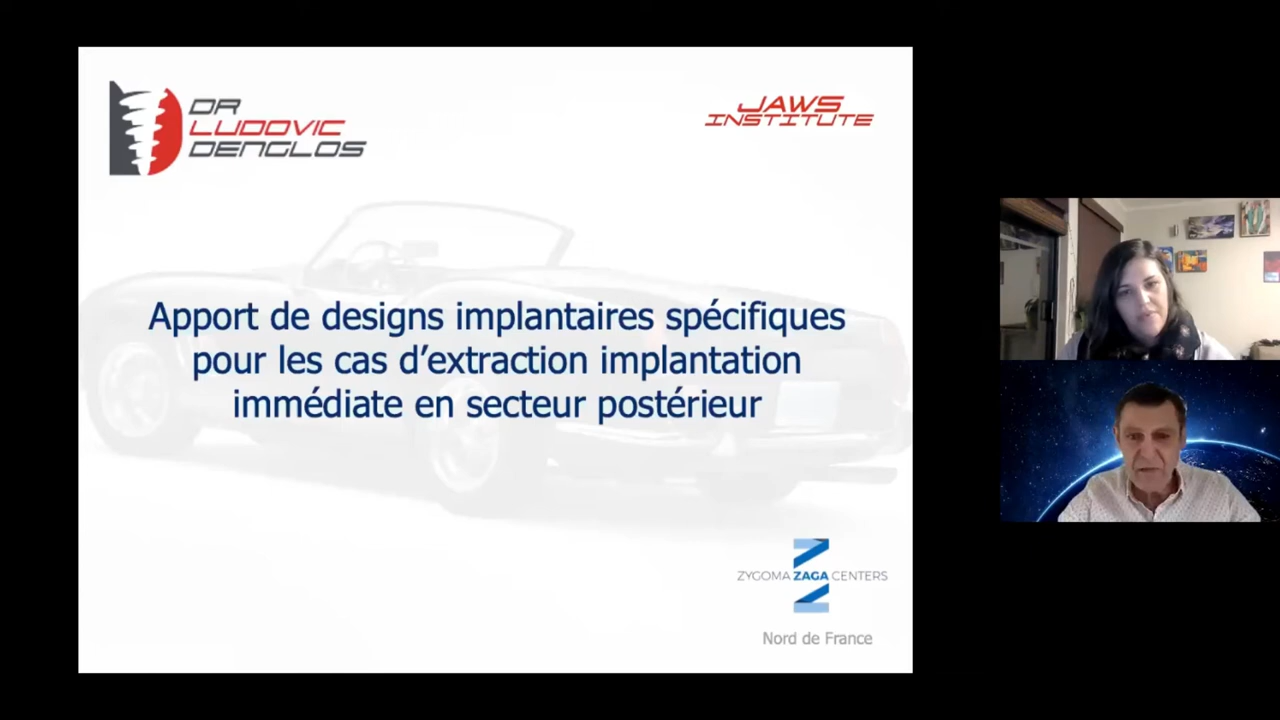 DR
LUDOVIC
DENGLOS
JAWS
INSTITUTE
Apport de designs implantaires spécifiques
pour les cas d’extraction implantation
immédiate en secteur postérieur
ZYGOMA ZAGA CENTERS
Nord de France